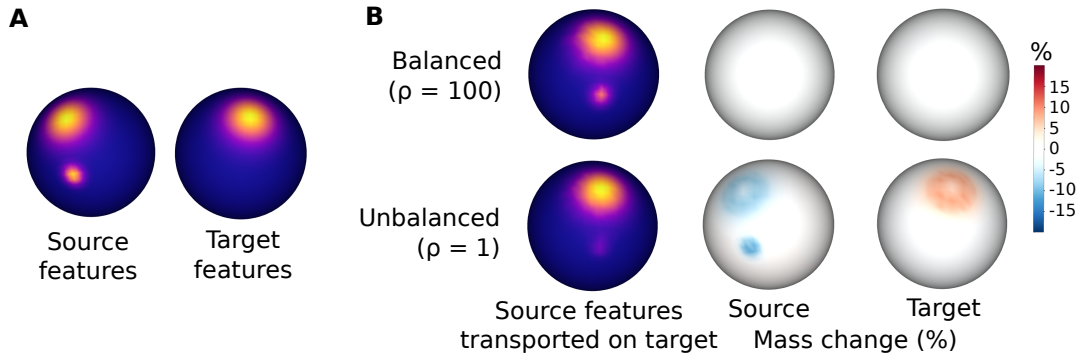 A
Source
features
Target
features
B
Balanced
(ρ = 100)
Unbalanced
(ρ = 1)
%
15
10
5
0
-5
-10
-15
Source features
transported on target
Source
Target
Mass change (%)